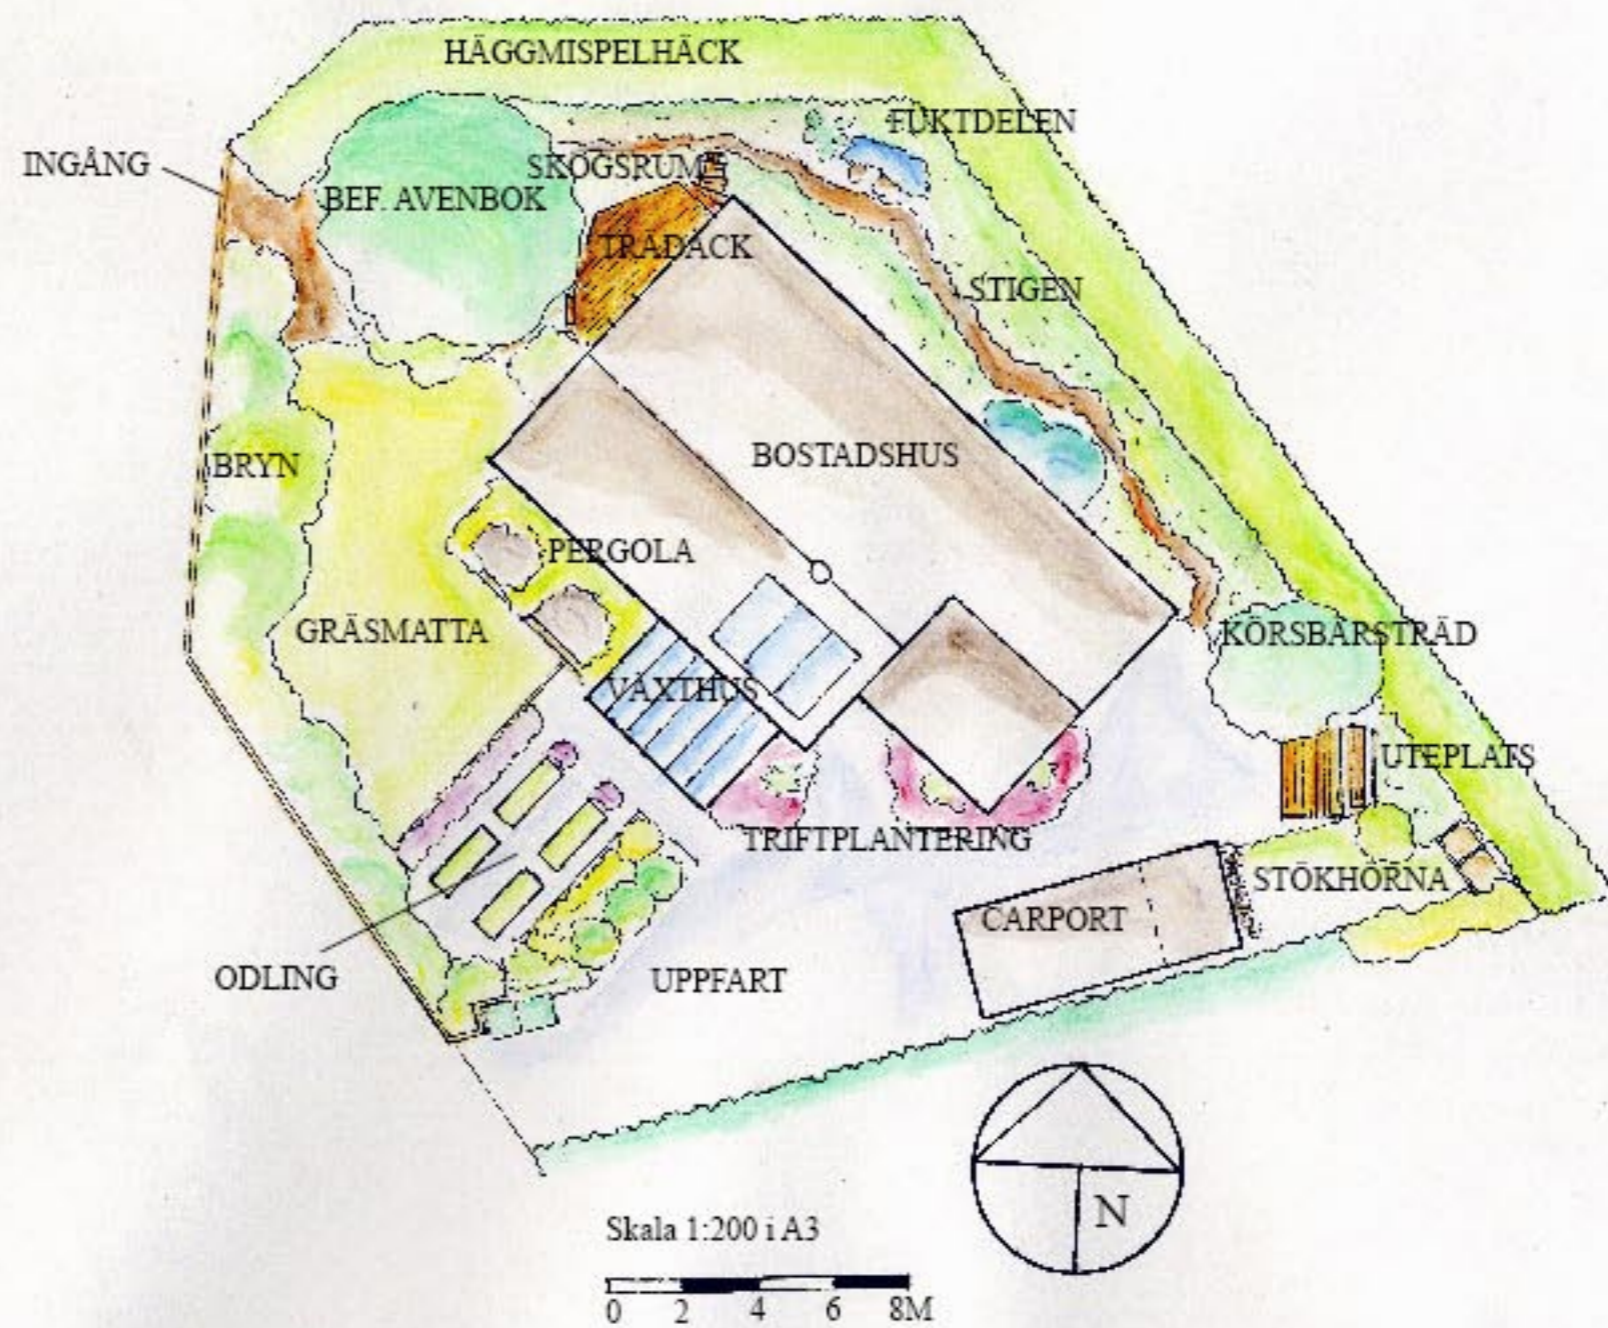 HÄGGMISPELHÄCK
FUKTDELEN
INGÅNG
SKOGSRUM
BEF. AVENBOK
TRÄDÄCK
STIGEN
BRYN
BOSTADSHUS
PERGOLA
GRÄSMATTA
KÖRSBÄRSTRÄD
VÄXTHUS
UTEPLATS
TRIFTPLANTERING
STÖKHÖRNA
CARPORT
ODLING
UPPFART
N
Skala 1:200 i A3
0 2 4 6 8M